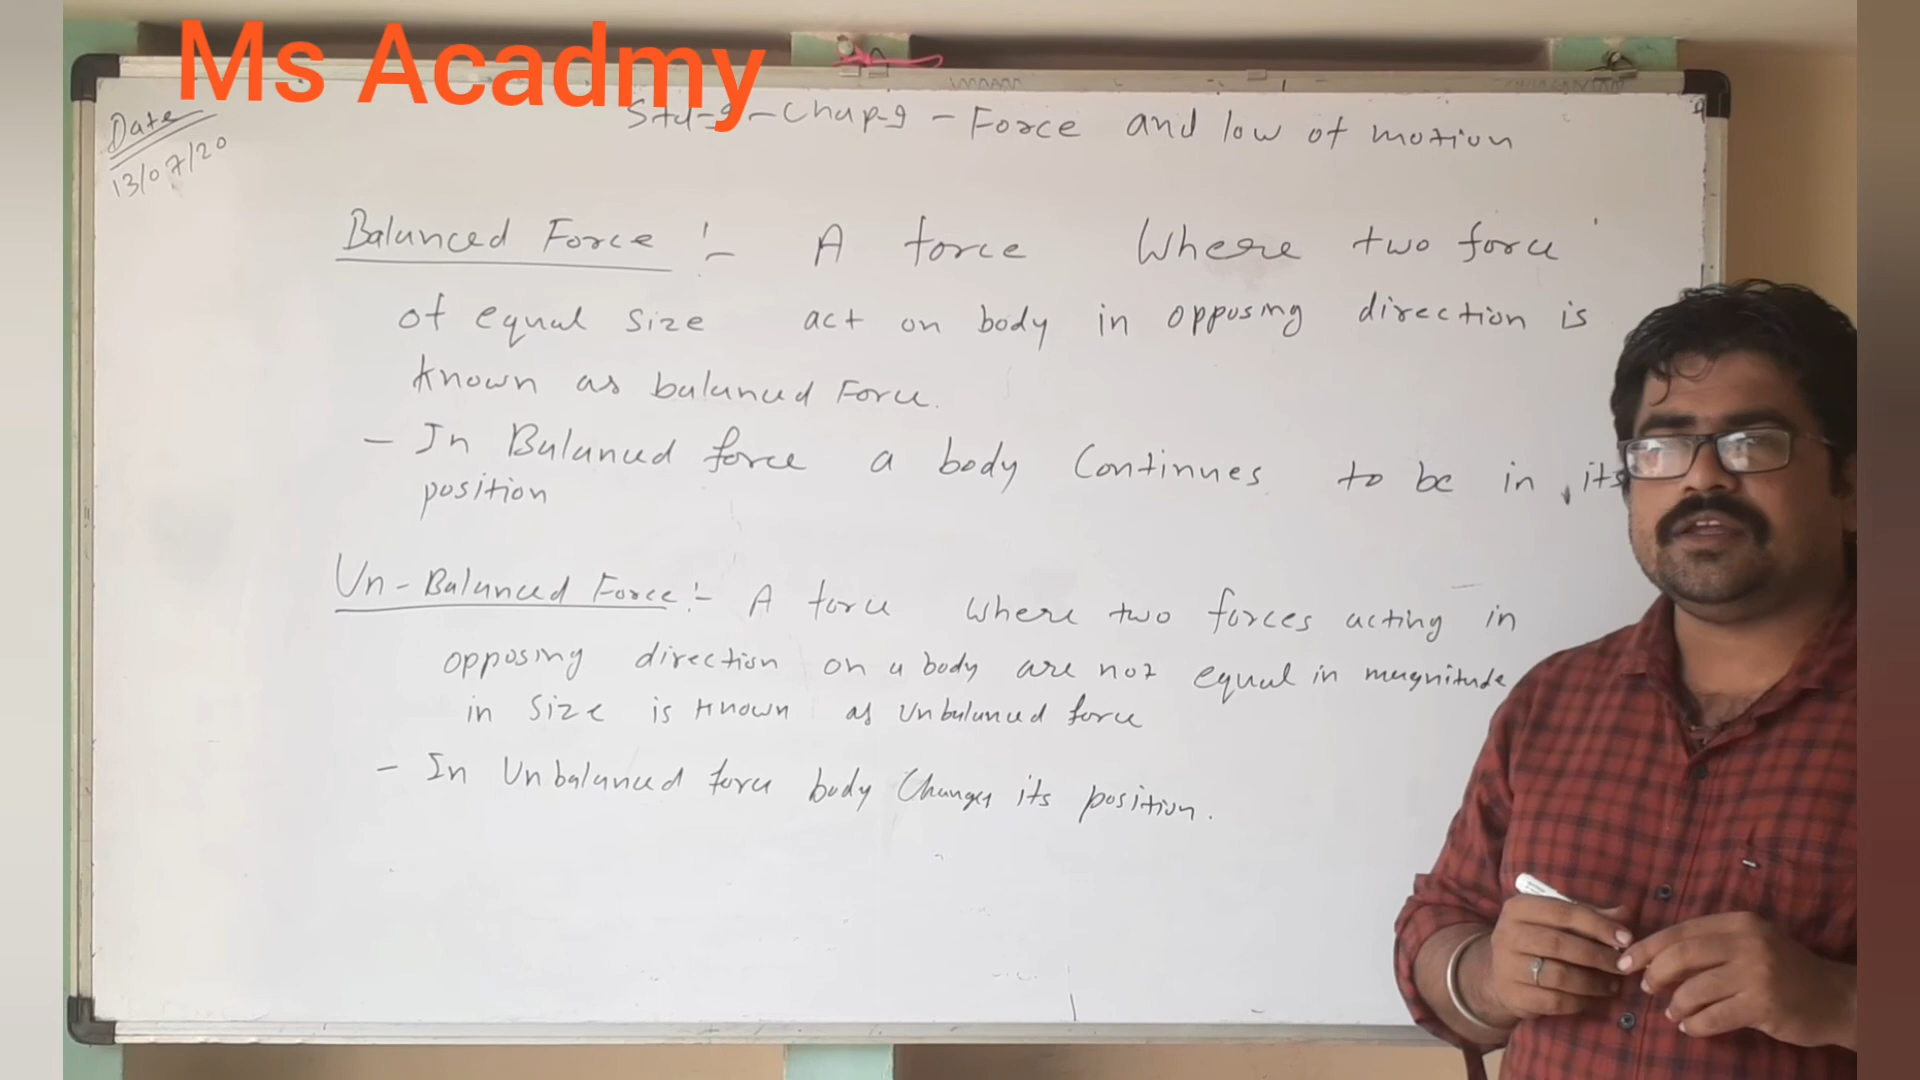 Ms Acadmy
Date
13/07/20
Std-9 - Chap-9 - Force and low of motion
Balanced Force :- A force Where two force
of equal size act on body in opposing direction is
known as balanced Force.
- In Balanced force a body Continues to be in its
position
Un-Balanced Force :- A force where two forces acting in
opposing direction on a body are not equal in magnitude
in size is known as Unbalanced force
- In Unbalanced force body Changes its position.